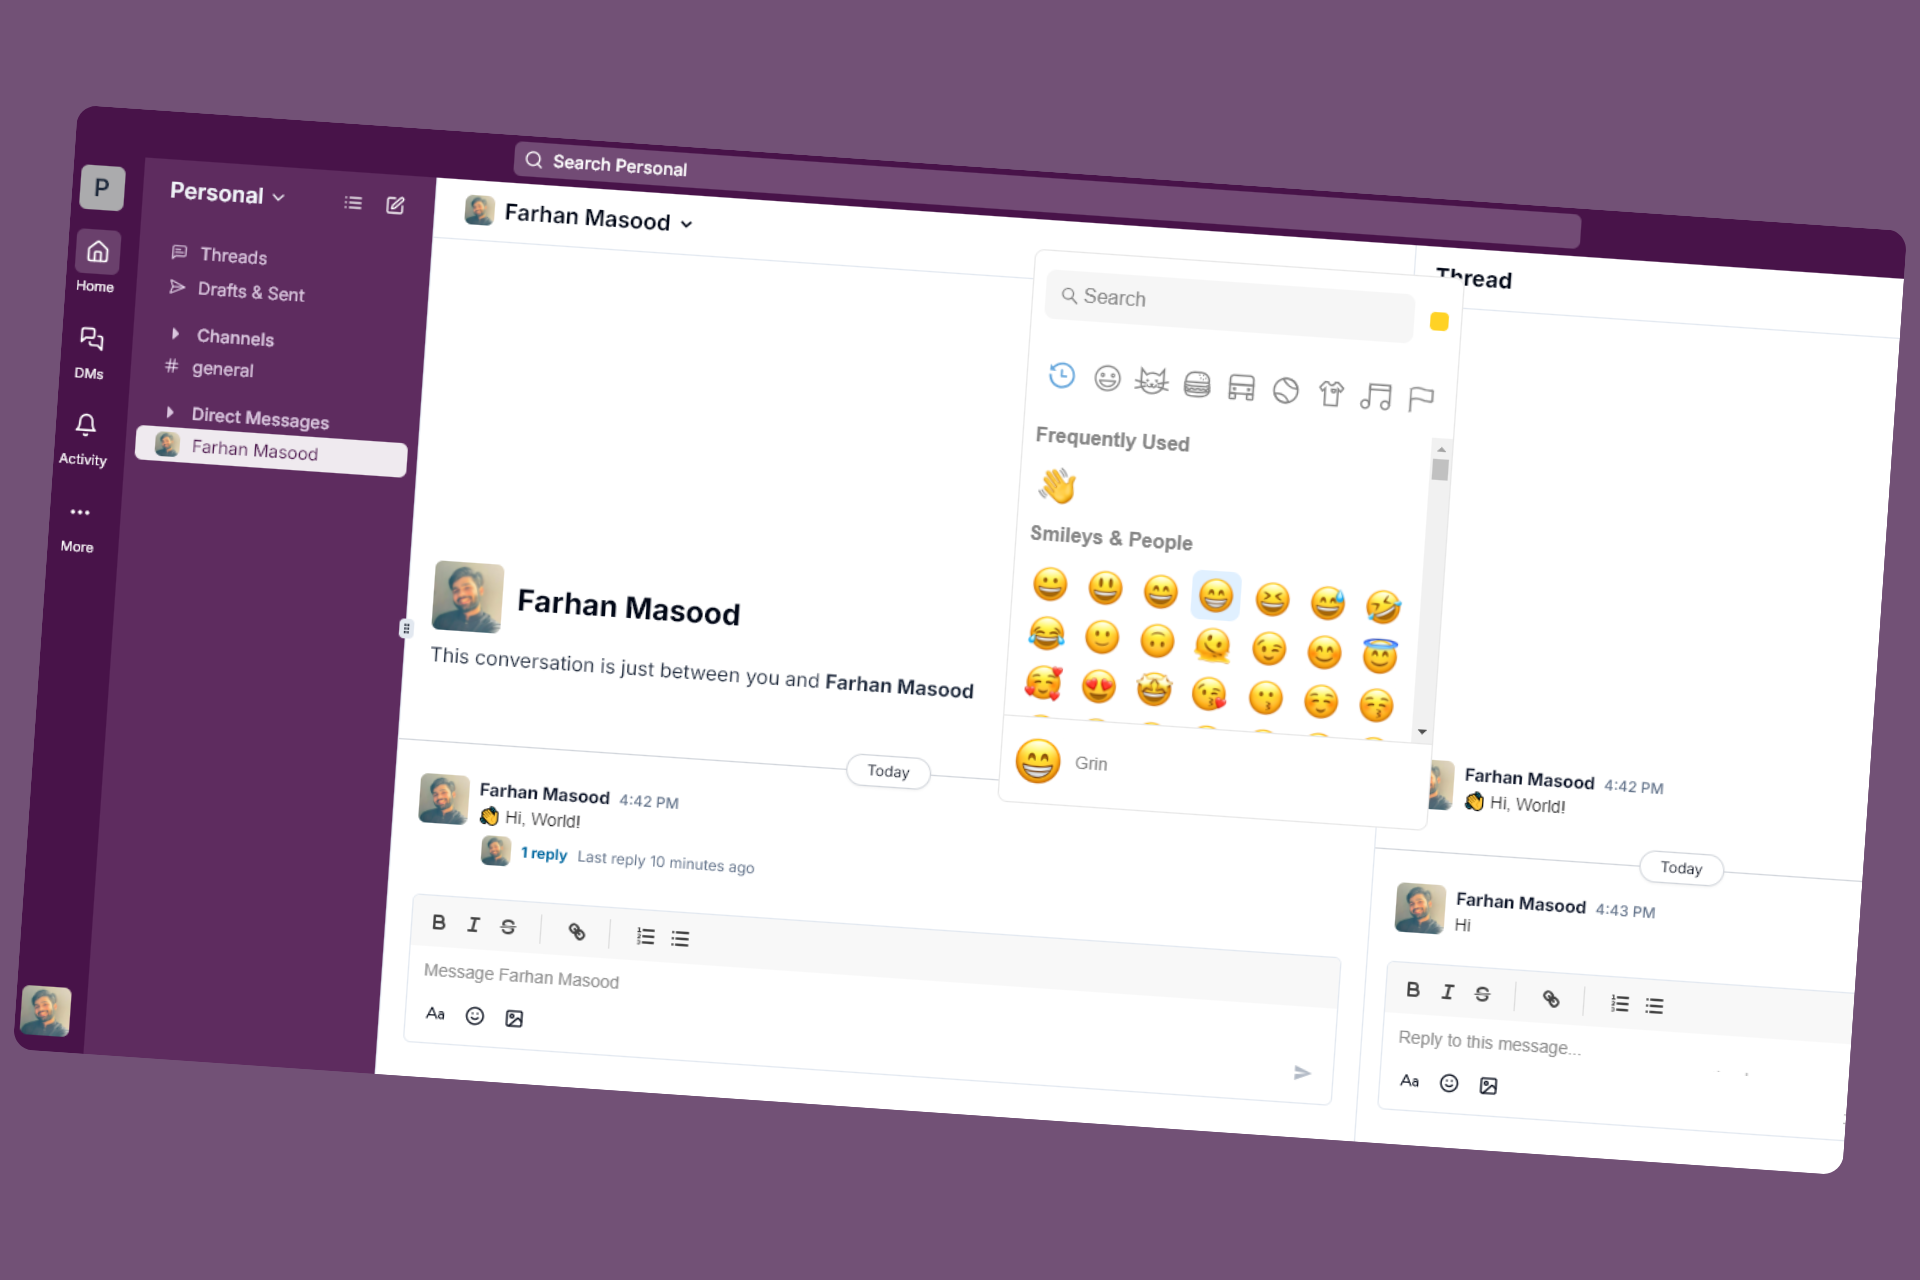 Search Personal
P
Home
DMs
Activity
More
Personal
Threads
Drafts & Sent
Channels
# general
Direct Messages
Farhan Masood
Farhan Masood
Farhan Masood
This conversation is just between you and Farhan Masood
Today
Farhan Masood 4:42 PM
👋 Hi, World!
1 reply Last reply 10 minutes ago
B I S
Message Farhan Masood
Aa
Search
Frequently Used
Smileys & People
Grin
Thread
Farhan Masood 4:42 PM
👋 Hi, World!
Today
Farhan Masood 4:43 PM
Hi
B I S
Reply to this message...
Aa